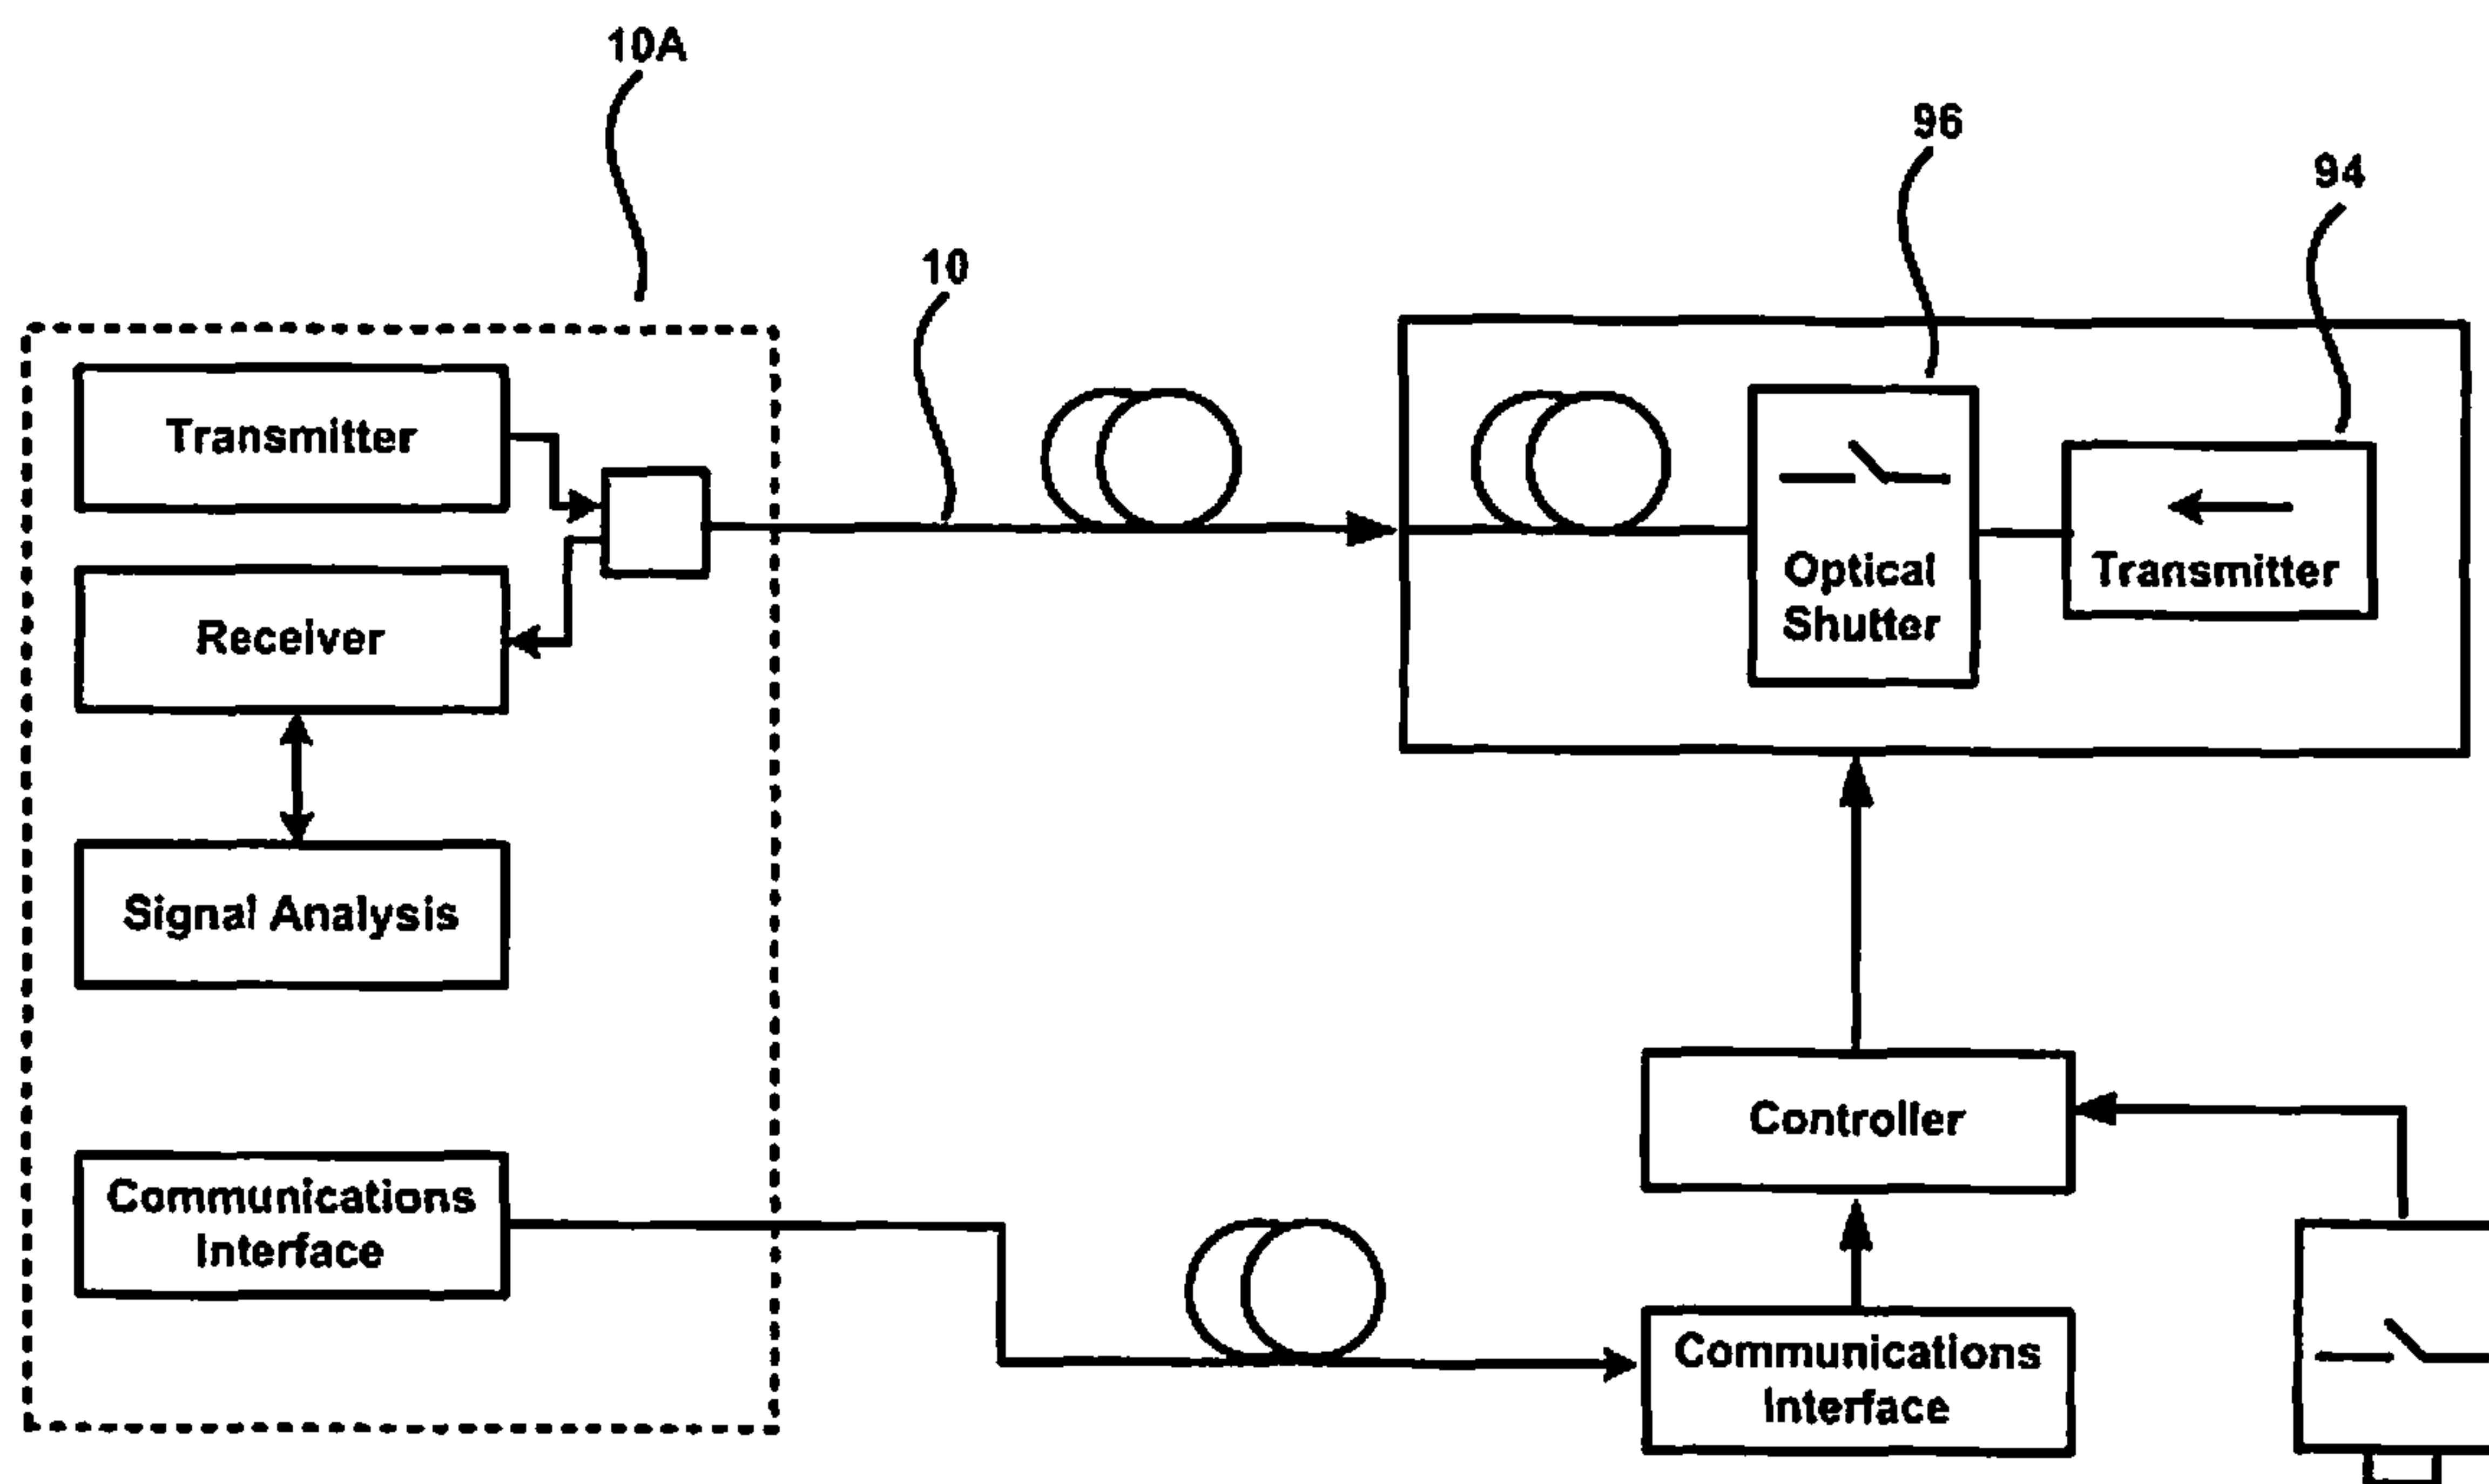 10A
96
94
10
Transmitter
Receiver
Signal Analysis
Communications
Interface
Optical
Shutter
Transmitter
Controller
Communications
Interface